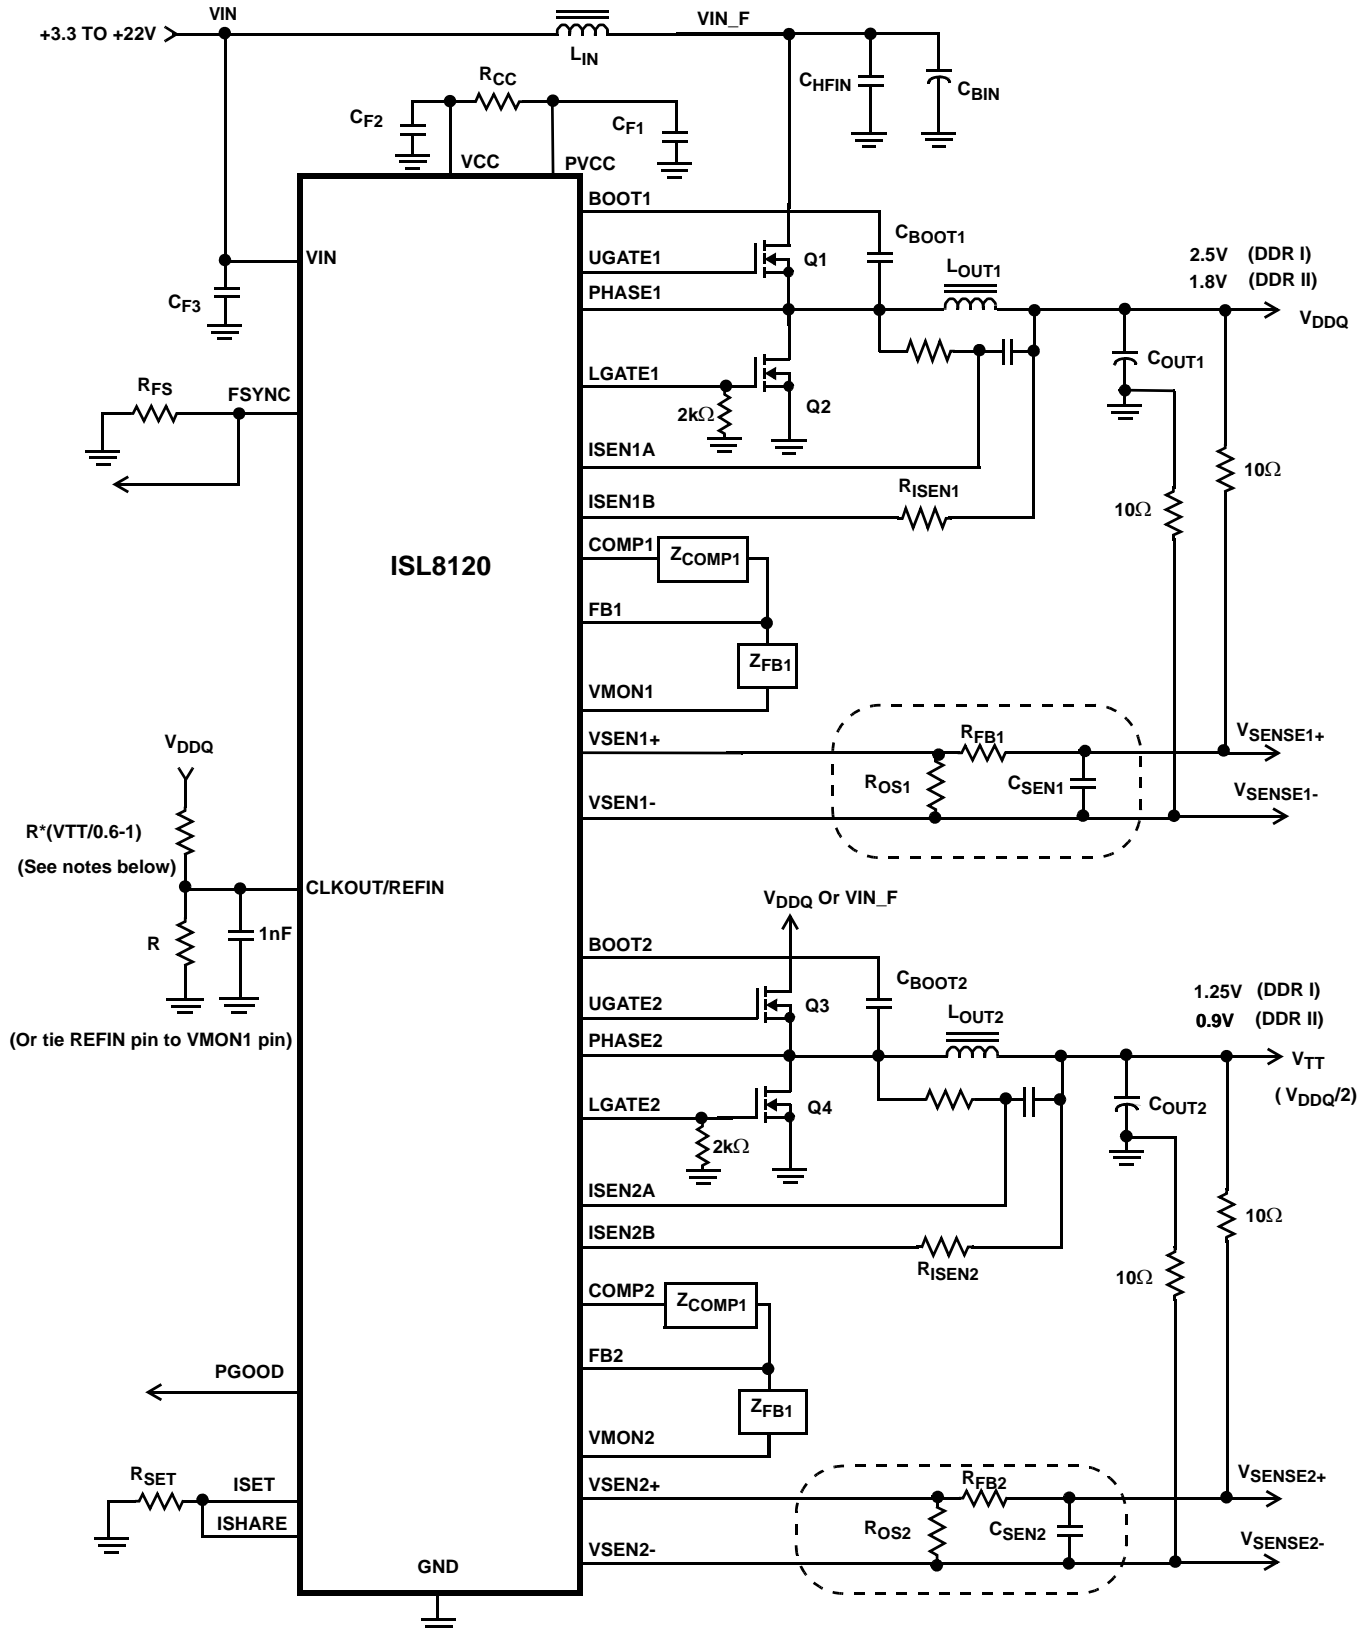 VIN
VIN_F
+3.3 TO +22V
LIN
RCC
CHFIN
CBIN
CF2
CF1
VCC
PVCC
BOOT1
CBOOT1
VIN
UGATE1
Q1
LOUT1
2.5V (DDR I)
1.8V (DDR II)
CF3
PHASE1
VDDQ
COUT1
RFS
FSYNC
LGATE1
2kΩ
Q2
ISEN1A
10Ω
RISEN1
ISEN1B
10Ω
COMP1
ZCOMP1
ISL8120
FB1
ZFB1
VMON1
VDDQ
VSEN1+
RFB1
VSENSE1+
ROS1
CSEN1
VSEN1-
VSENSE1-
R*(VTT/0.6-1)
(See notes below)
CLKOUT/REFIN
VDDQ Or VIN_F
R
1nF
BOOT2
CBOOT2
UGATE2
Q3
LOUT2
1.25V (DDR I)
0.9V (DDR II)
(Or tie REFIN pin to VMON1 pin)
PHASE2
VTT
(VDDQ/2)
LGATE2
Q4
COUT2
2kΩ
ISEN2A
10Ω
ISEN2B
RISEN2
10Ω
COMP2
ZCOMP1
FB2
PGOOD
ZFB1
VMON2
RSET
ISET
VSEN2+
RFB2
VSENSE2+
ISHARE
ROS2
CSEN2
VSEN2-
VSENSE2-
GND